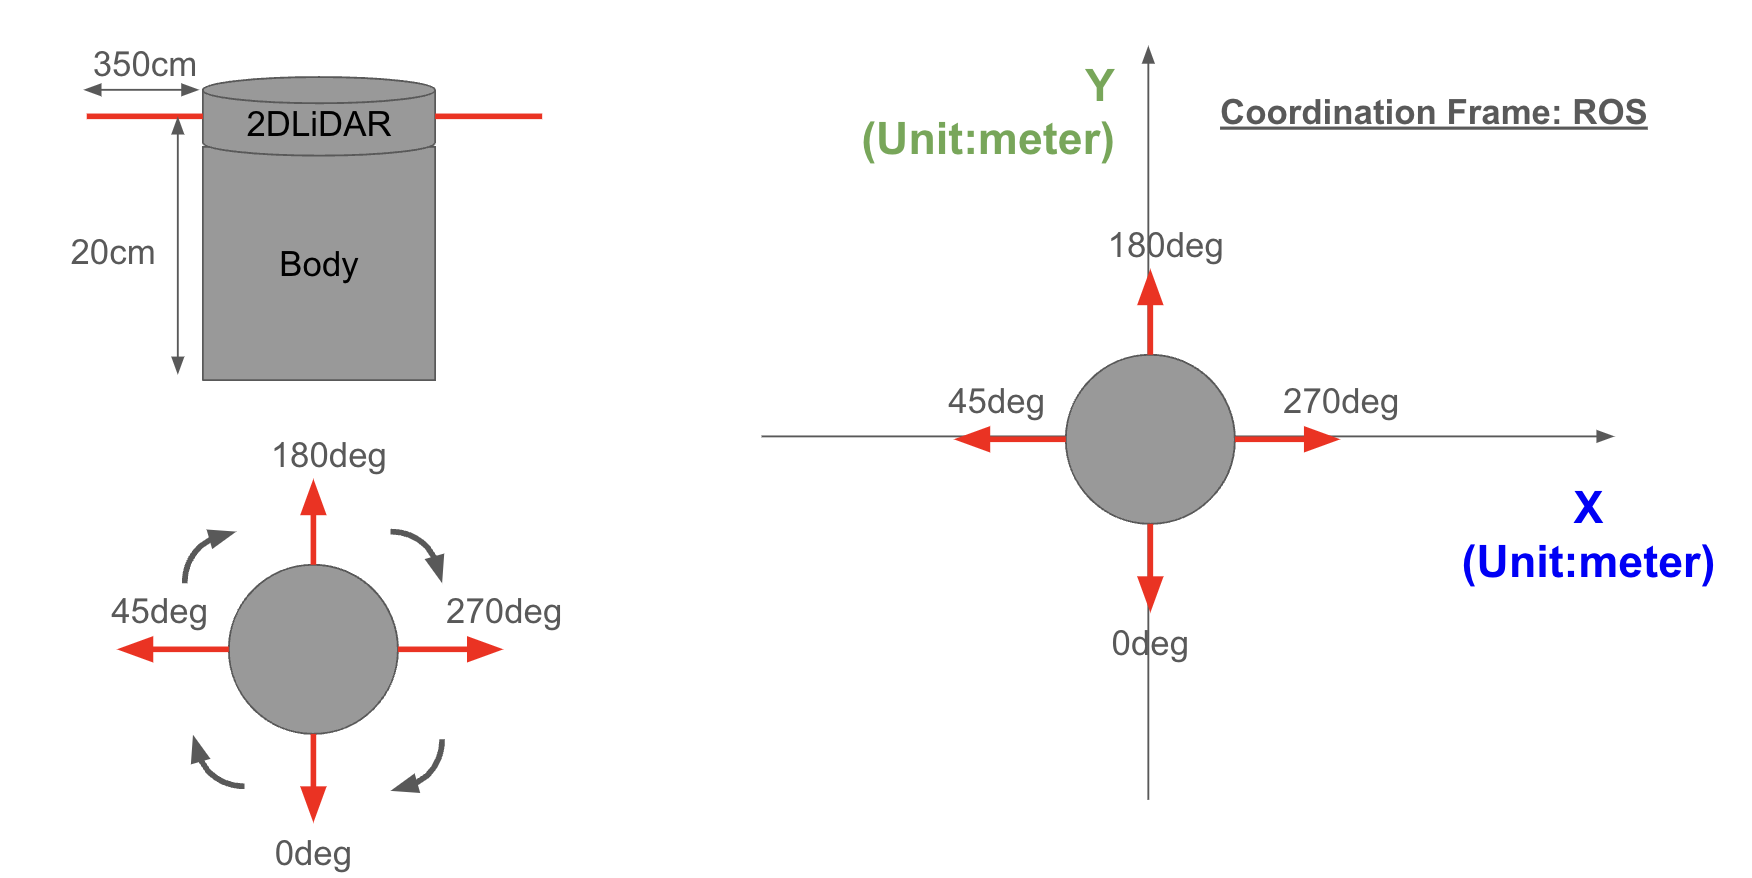 350cm
2DLiDAR
20cm
Body
180deg
45deg
270deg
0deg
Y
(Unit:meter)
Coordination Frame: ROS
180deg
45deg
270deg
X
(Unit:meter)
0deg